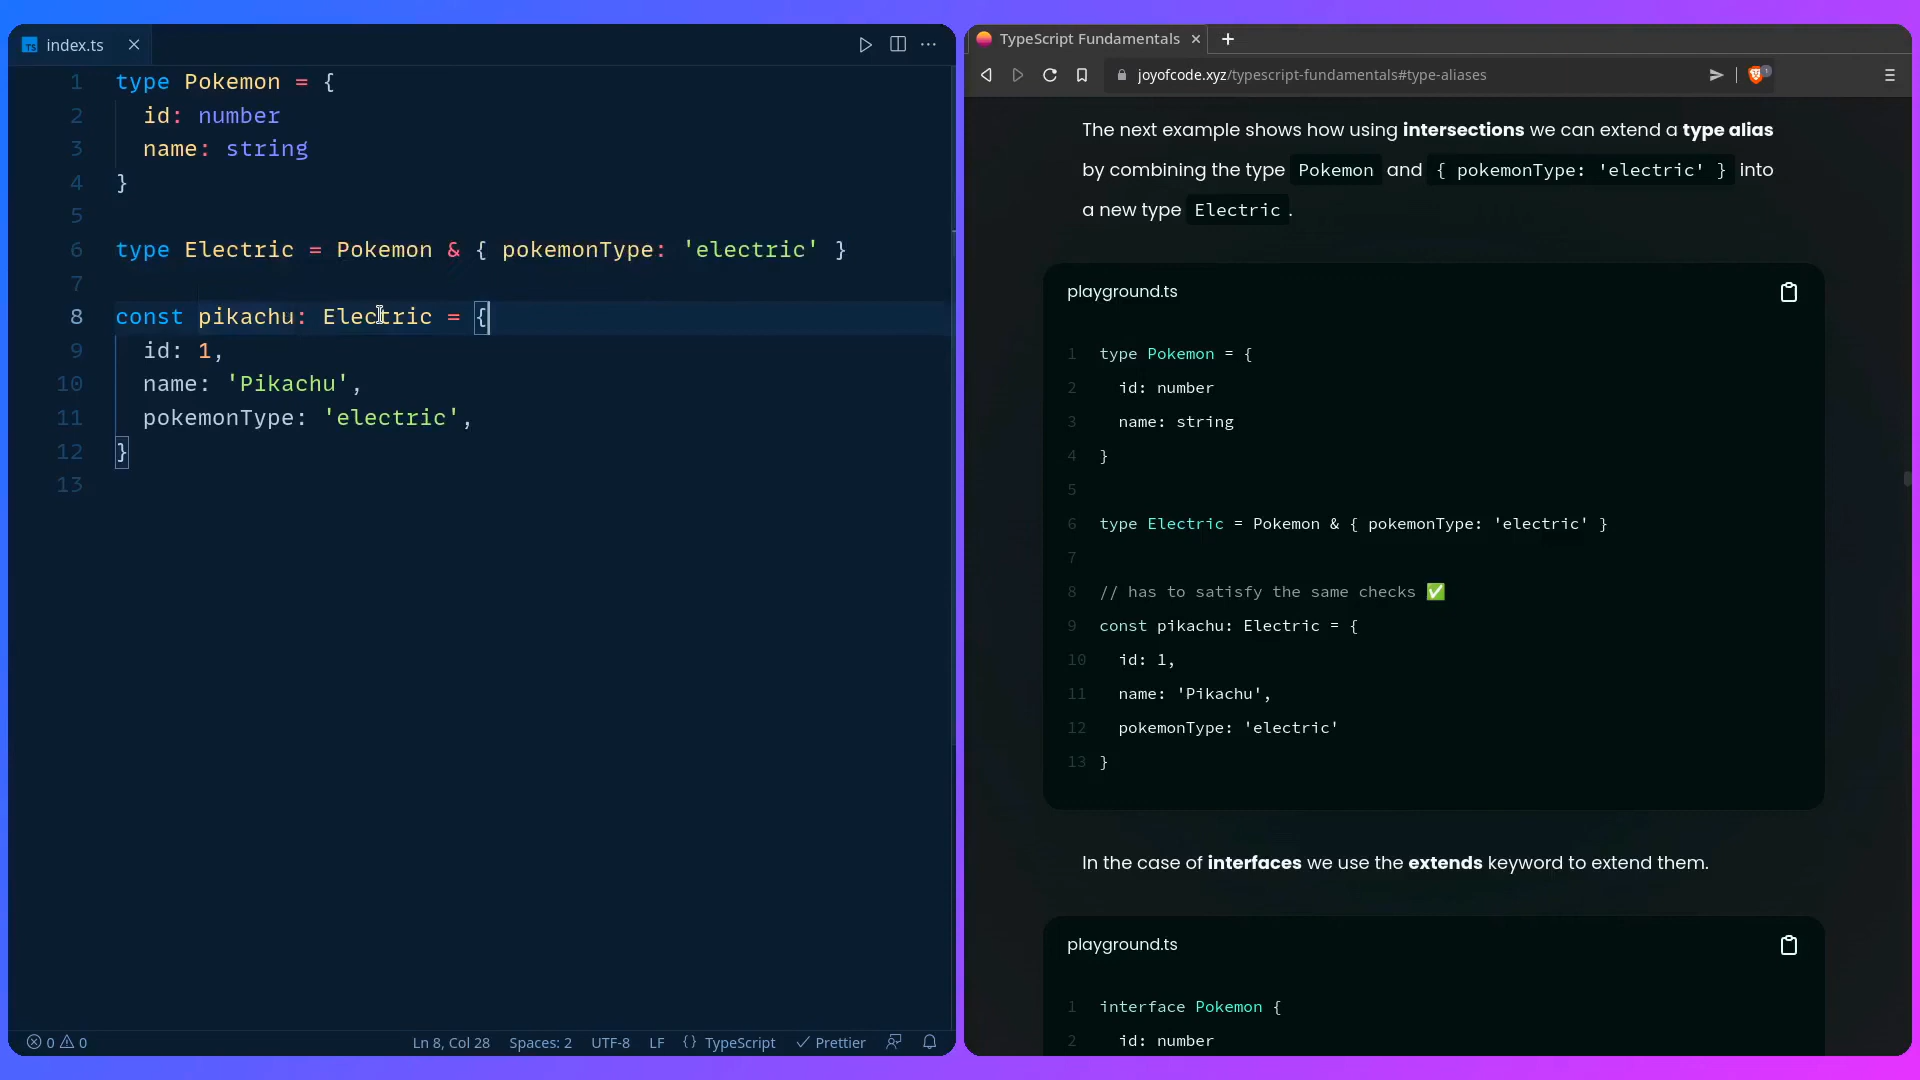 index.ts
1 type Pokemon = {
2 id: number
3 name: string
4 }
5
6 type Electric = Pokemon & { pokemonType: 'electric' }
7
8 const pikachu: Electric = {
9 id: 1,
10 name: 'Pikachu',
11 pokemonType: 'electric',
12 }
13
0 0 Ln 8, Col 28 Spaces: 2 UTF-8 LF {} TypeScript Prettier
TypeScript Fundamentals
joyofcode.xyz/typescript-fundamentals#type-aliases
The next example shows how using intersections we can extend a type alias
by combining the type Pokemon and { pokemonType: 'electric' } into
a new type Electric .
playground.ts
1 type Pokemon = {
2 id: number
3 name: string
4 }
5
6 type Electric = Pokemon & { pokemonType: 'electric' }
7
8 // has to satisfy the same checks ✅
9 const pikachu: Electric = {
10 id: 1,
11 name: 'Pikachu',
12 pokemonType: 'electric'
13 }
In the case of interfaces we use the extends keyword to extend them.
playground.ts
1 interface Pokemon {
2 id: number